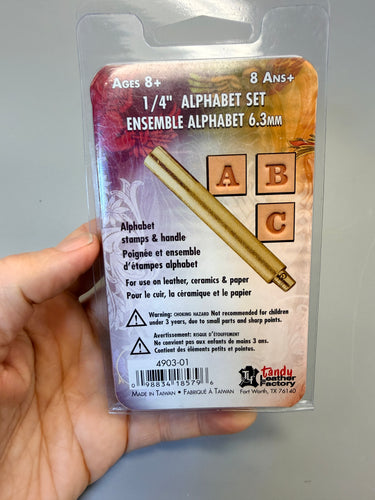 AGES 8+
8 ANS+
1/4" ALPHABET SET
ENSEMBLE ALPHABET 6.3MM
A
B
C
Alphabet
stamps & handle
Poignée et ensemble
d'étampes alphabet
For use on leather, ceramics & paper
Pour le cuir, la céramique et le papier
Warning: CHOKING HAZARD Not recommended for children
under 3 years, due to small parts and sharp points.
Avertissement: RISQUE D'ÉTOUFFEMENT
Ne convient pas aux enfants de moins 3 ans.
Contient des éléments petits et pointus.
4903-01
0 98834 18579 6
MADE IN TAIWAN • FABRIQUÉ À TAIWAN
Tandy
Leather
Factory
Fort Worth, TX 76140